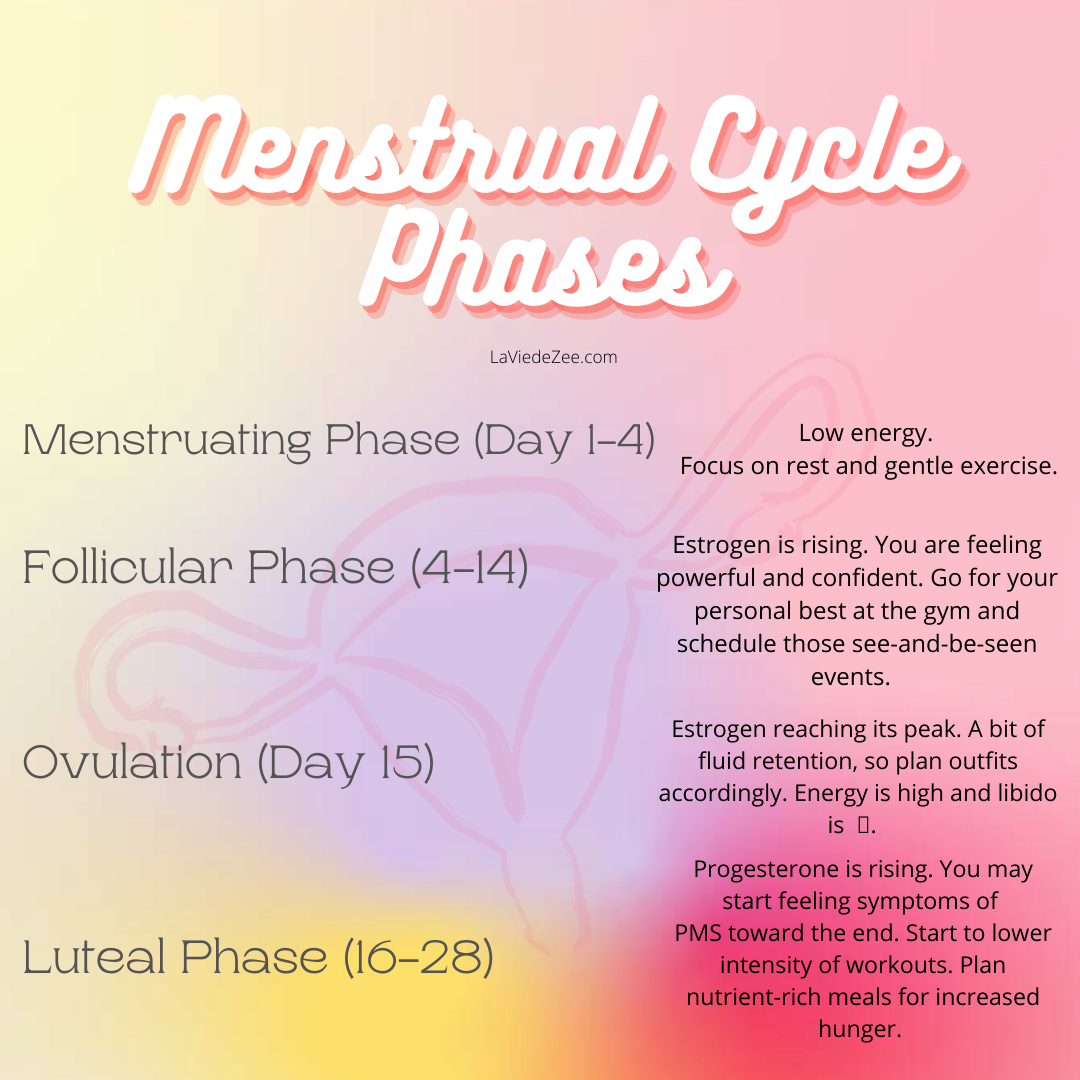 Menstrual Cycle
Phases
LaViedeZee.com
Menstruating Phase (Day 1-4)
Low energy.
Focus on rest and gentle exercise.
Follicular Phase (4-14)
Estrogen is rising. You are feeling
powerful and confident. Go for your
personal best at the gym and
schedule those see-and-be-seen
events.
Ovulation (Day 15)
Estrogen reaching its peak. A bit of
fluid retention, so plan outfits
accordingly. Energy is high and libido
is ▯.
Luteal Phase (16-28)
Progesterone is rising. You may
start feeling symptoms of
PMS toward the end. Start to lower
intensity of workouts. Plan
nutrient-rich meals for increased
hunger.